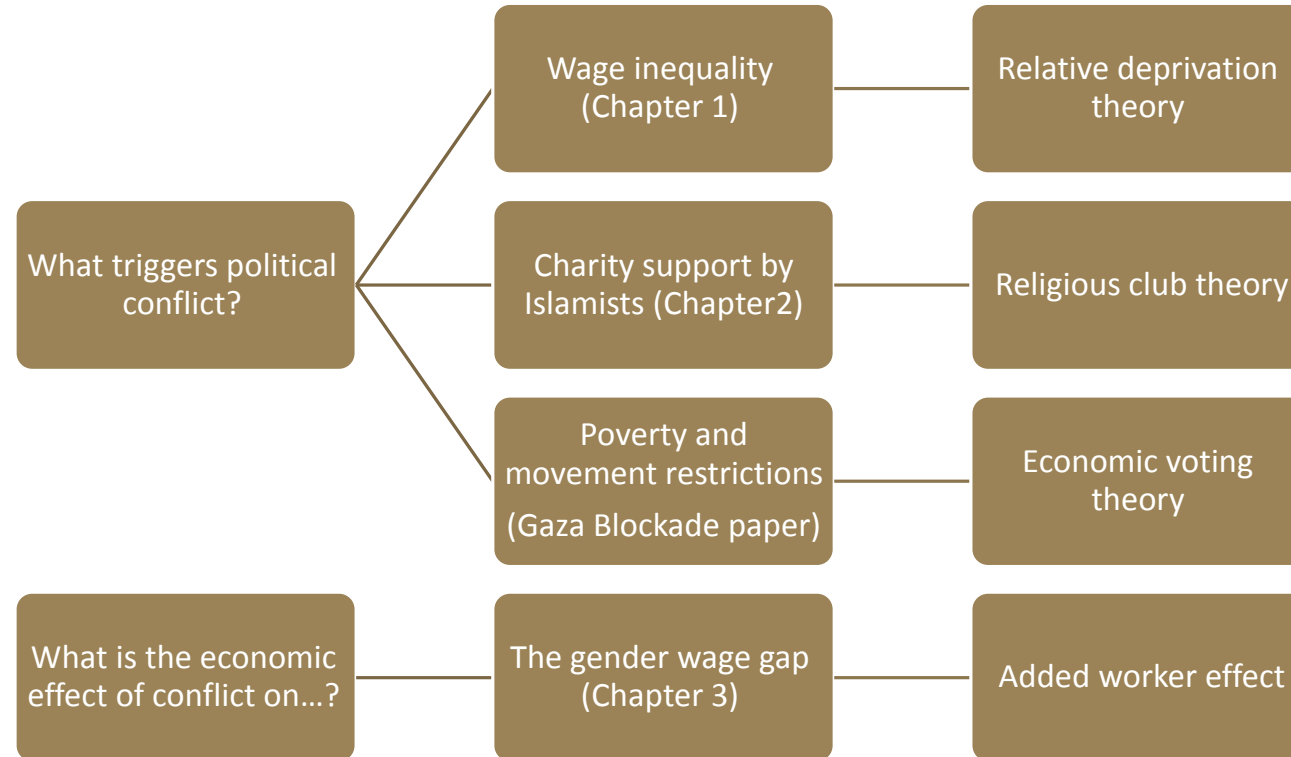 Wage inequality
(Chapter 1)
Relative deprivation
theory
What triggers political
conflict?
Charity support by
Islamists (Chapter2)
Religious club theory
Poverty and
movement restrictions
(Gaza Blockade paper)
Economic voting
theory
What is the economic
effect of conflict on...?
The gender wage gap
(Chapter 3)
Added worker effect